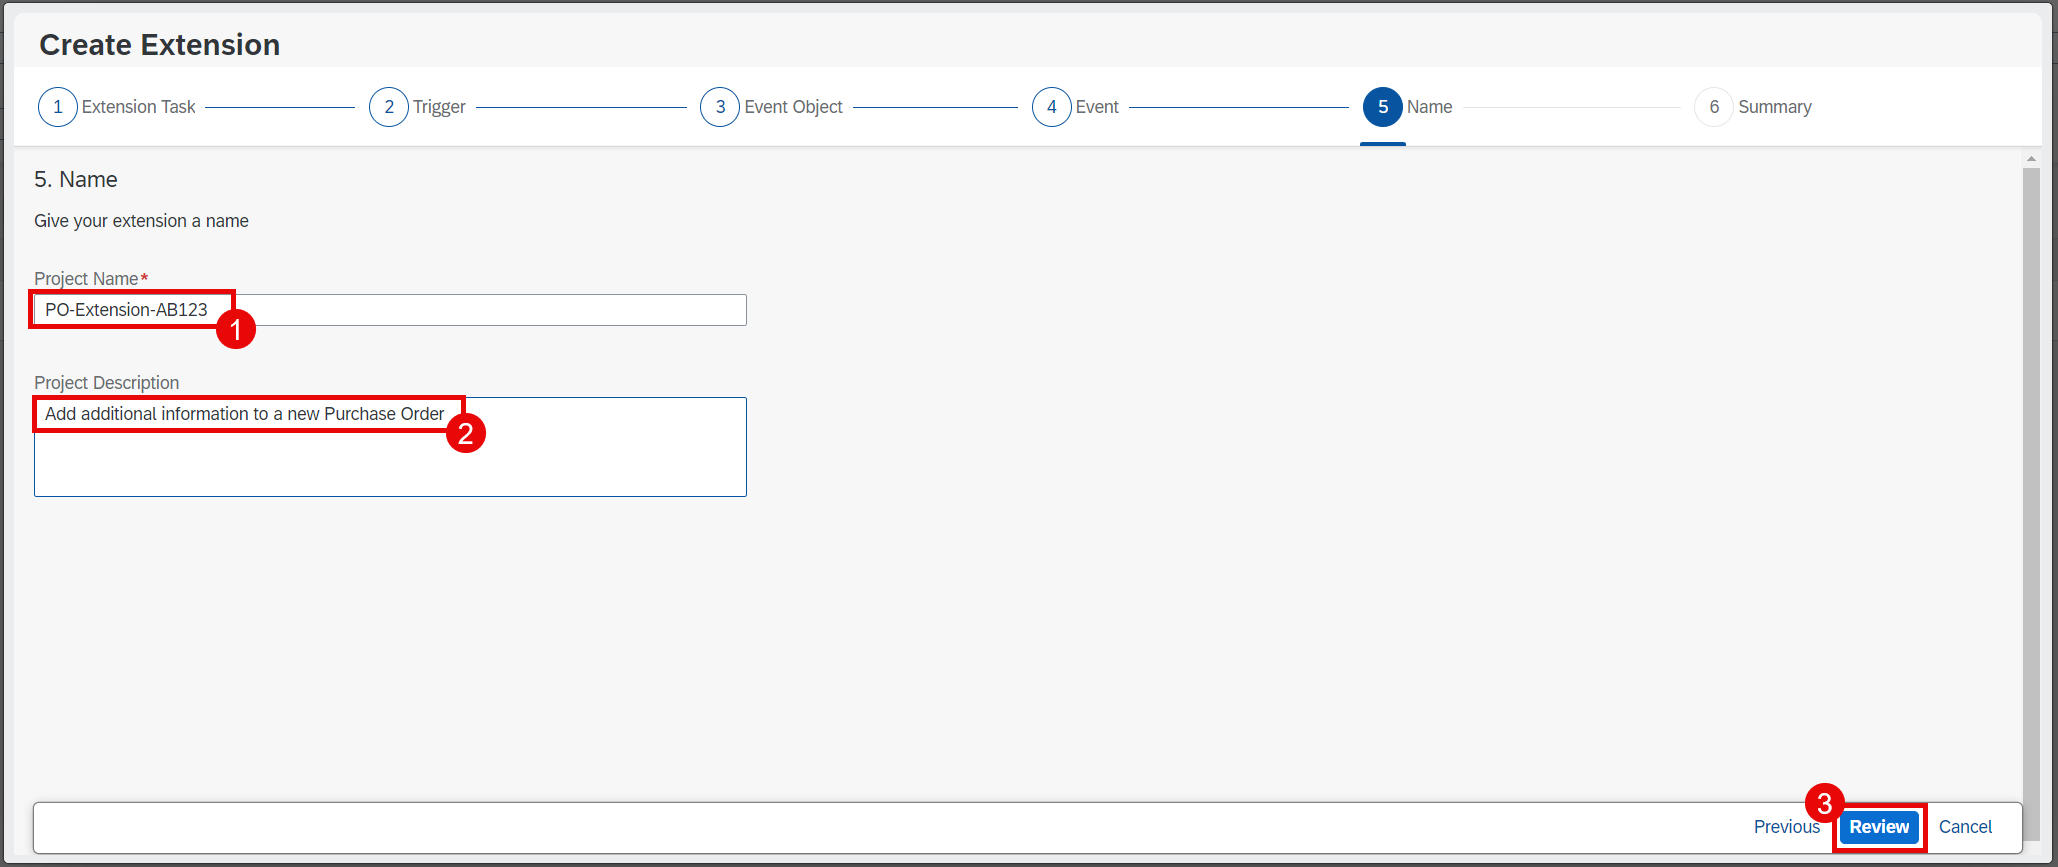 Create Extension
1 Extension Task 2 Trigger 3 Event Object 4 Event 5 Name 6 Summary
5. Name
Give your extension a name
Project Name*
PO-Extension-AB123
1
Project Description
Add additional information to a new Purchase Order
2
3
Previous Review Cancel